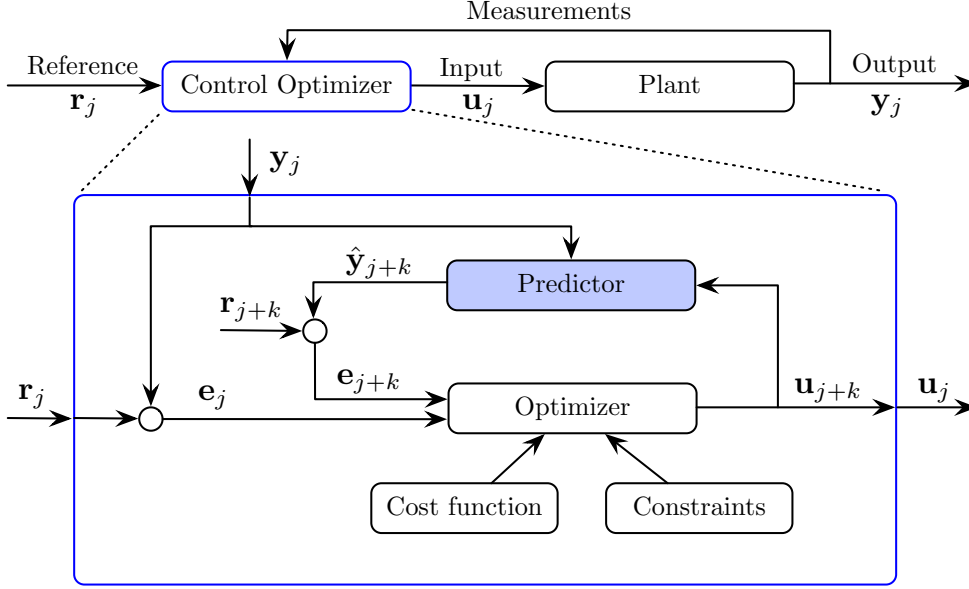 Measurements
Reference
Control Optimizer
Input
Plant
Output
r_j
u_j
y_j
y_j
ŷ_{j+k}
Predictor
r_{j+k}
e_{j+k}
r_j
e_j
Optimizer
u_{j+k}
u_j
Cost function
Constraints